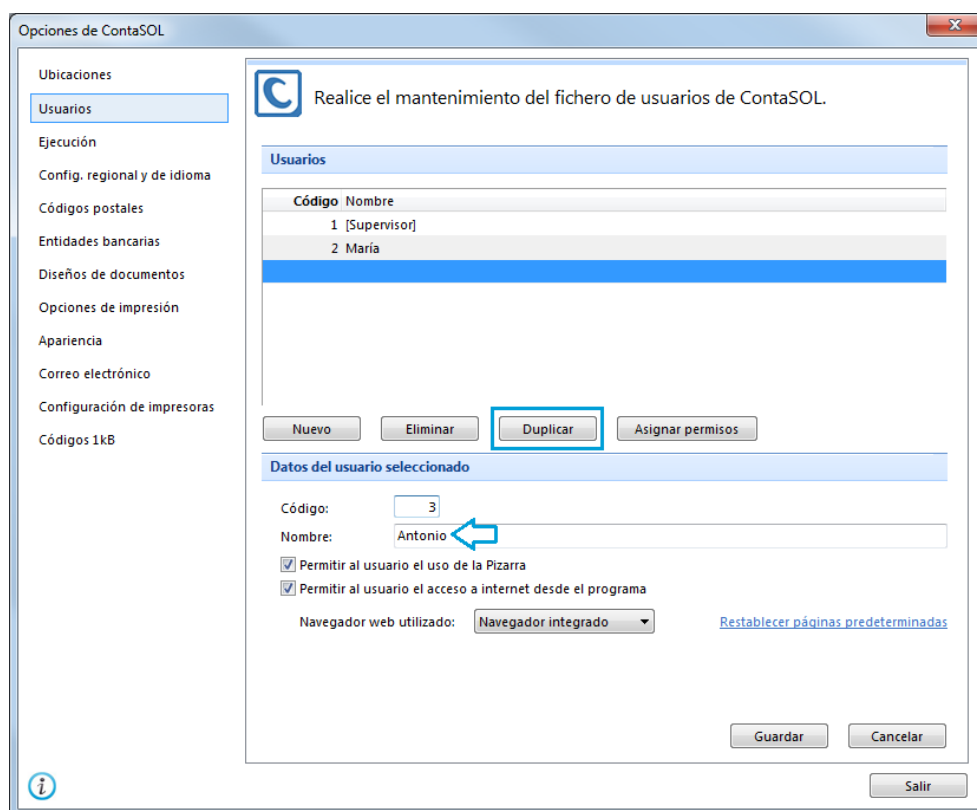 Opciones de ContaSOL
X
Ubicaciones
Usuarios
Ejecución
Config. regional y de idioma
Códigos postales
Entidades bancarias
Diseños de documentos
Opciones de impresión
Apariencia
Correo electrónico
Configuración de impresoras
Códigos 1kB
C
Realice el mantenimiento del fichero de usuarios de ContaSOL.
Usuarios
Código Nombre
1 [Supervisor]
2 María
Nuevo Eliminar Duplicar Asignar permisos
Datos del usuario seleccionado
Código: 3
Nombre: Antonio
Permitir al usuario el uso de la Pizarra
Permitir al usuario el acceso a internet desde el programa
Navegador web utilizado: Navegador integrado Restablecer páginas predeterminadas
Guardar Cancelar
i Salir